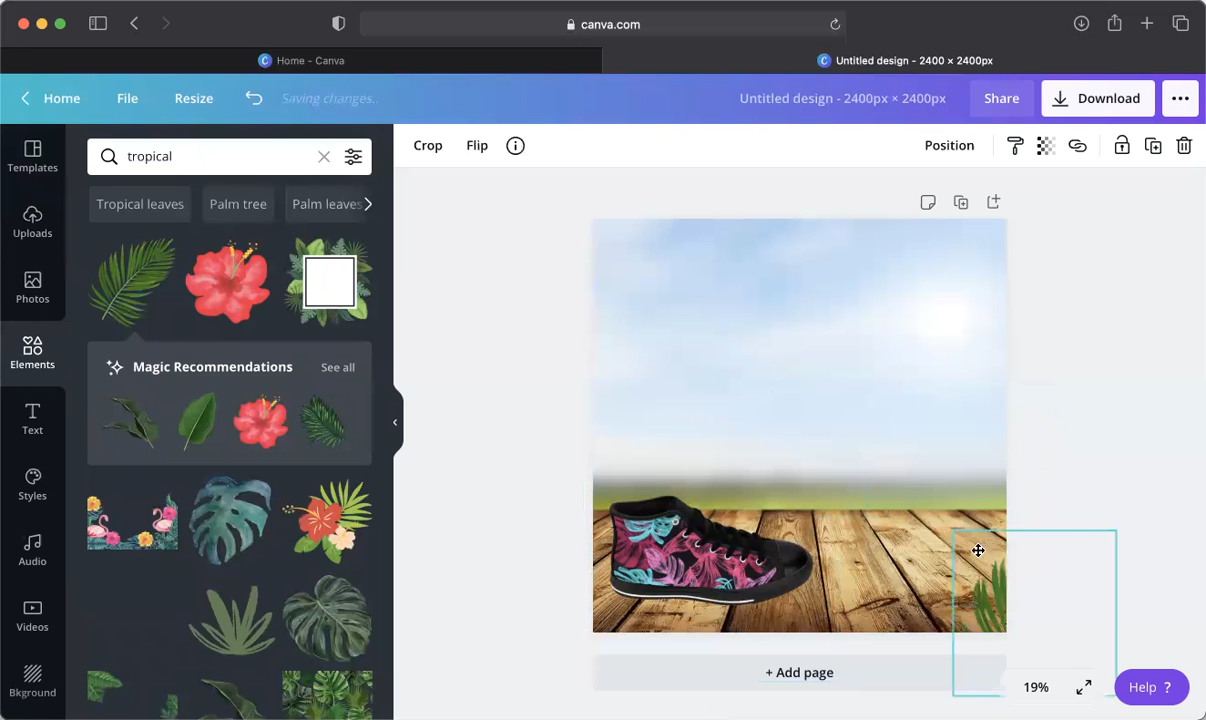 canva.com
Home - Canva
Untitled design - 2400 × 2400px
Home
File
Resize
Saving changes..
Untitled design - 2400px × 2400px
Share
Download
Templates
Uploads
Photos
Elements
Text
Styles
Audio
Videos
Bkground
tropical
Tropical leaves
Palm tree
Palm leaves
Magic Recommendations
See all
Crop
Flip
Position
+ Add page
19%
Help ?